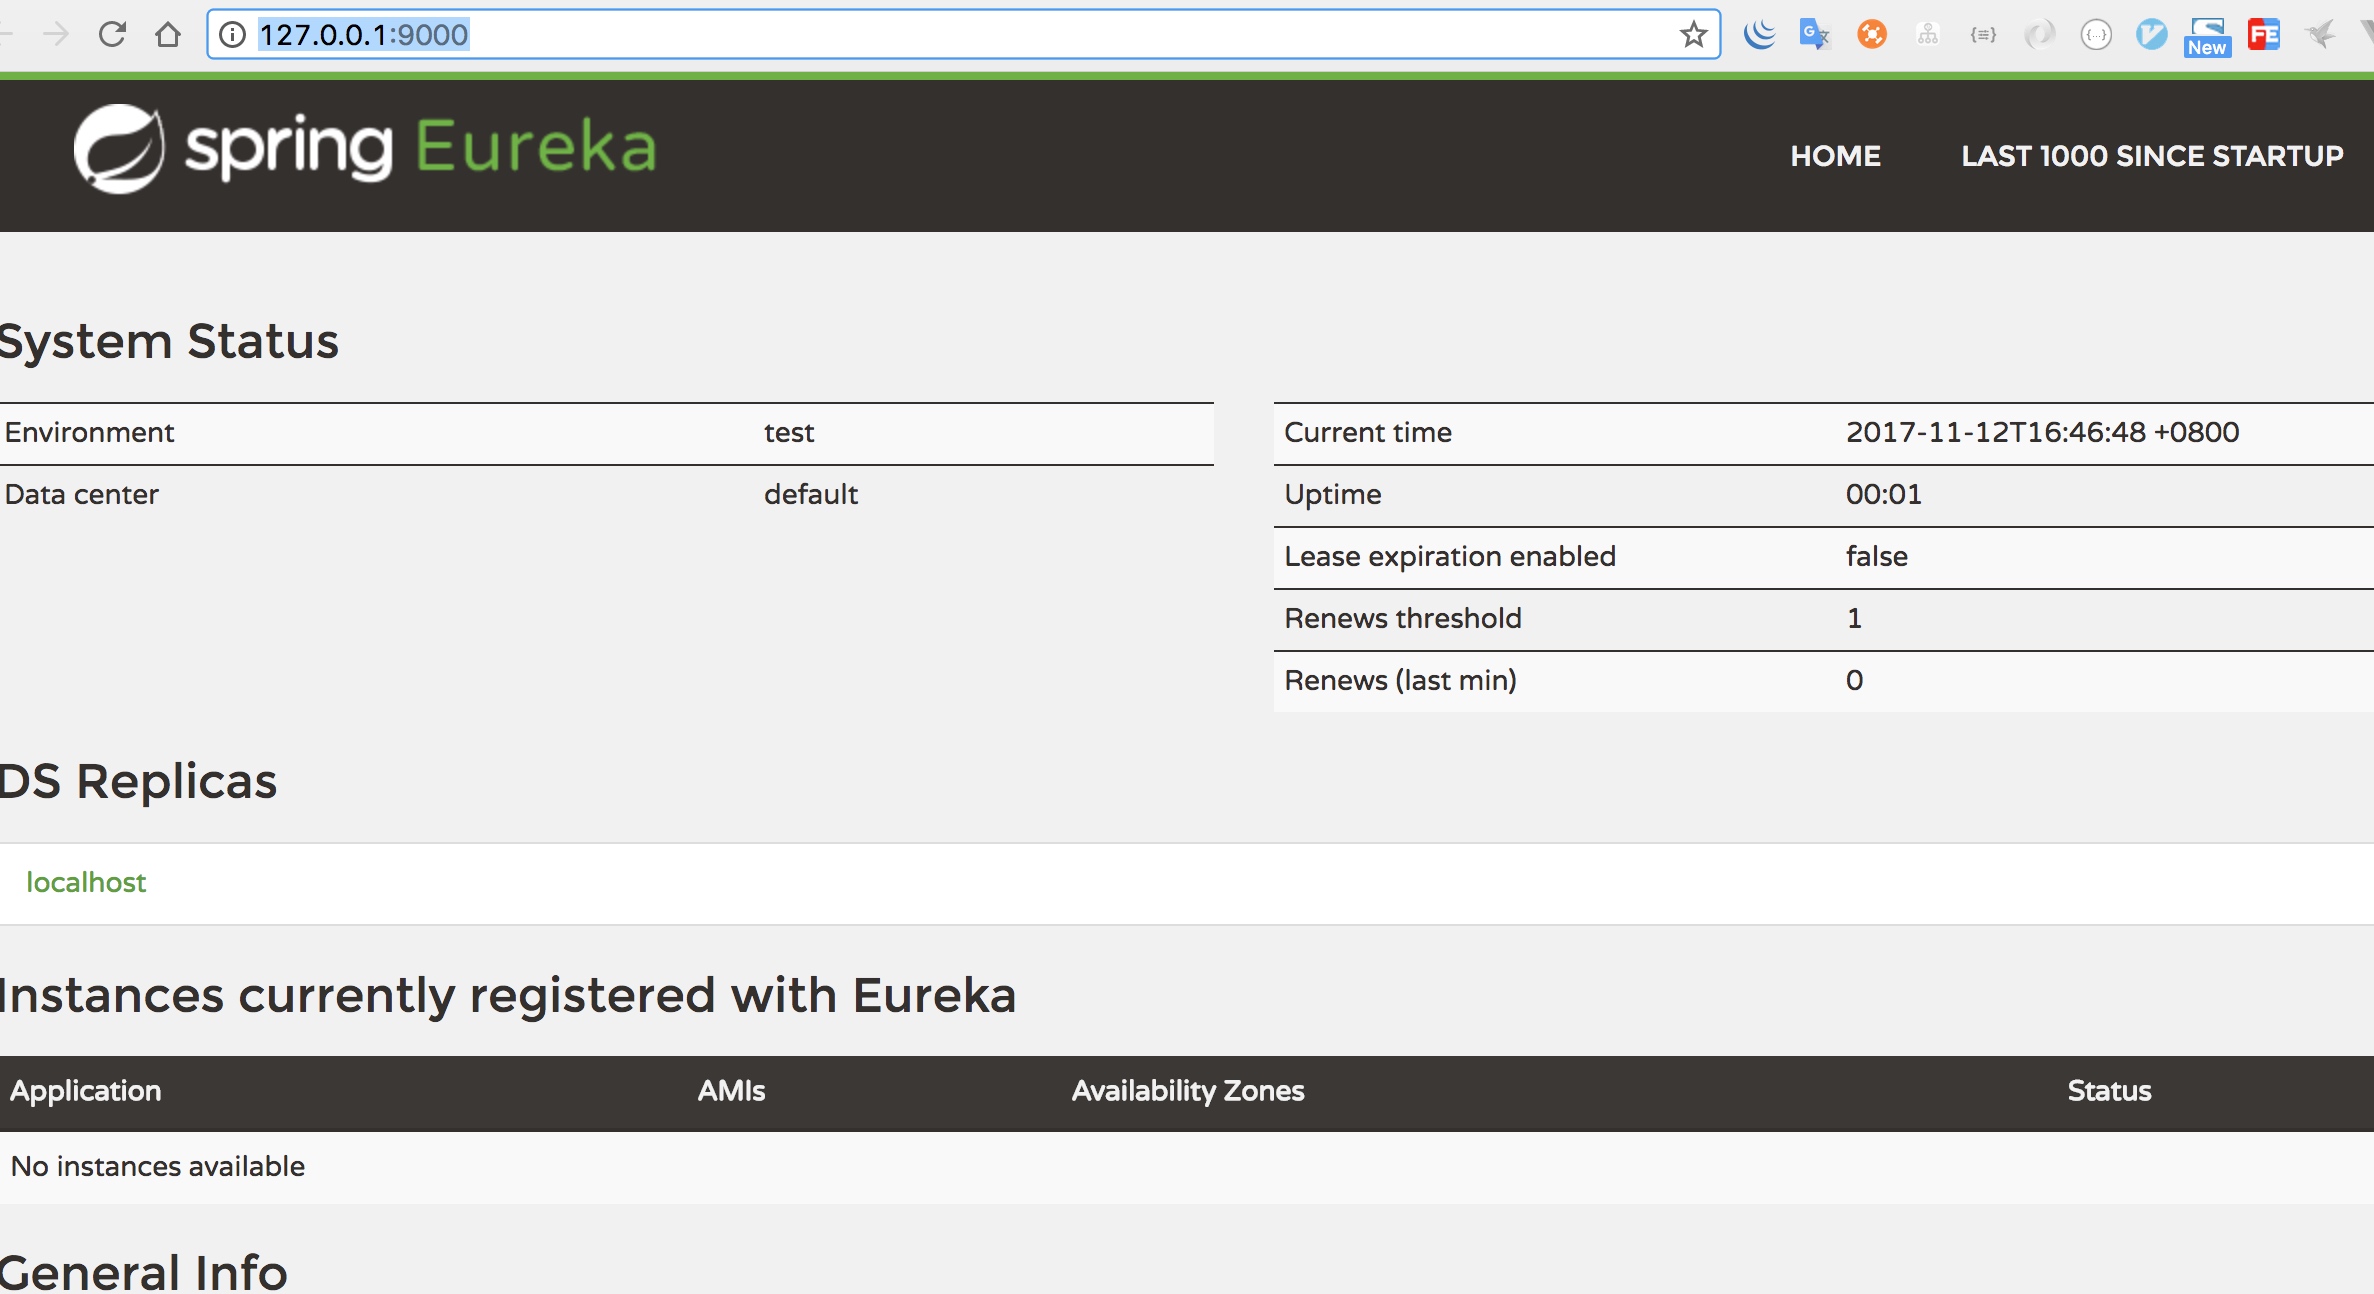 127.0.0.1:9000
New
FE
spring Eureka
HOME LAST 1000 SINCE STARTUP
System Status
Environment test
Data center default
Current time 2017-11-12T16:46:48 +0800
Uptime 00:01
Lease expiration enabled false
Renews threshold 1
Renews (last min) 0
DS Replicas
localhost
Instances currently registered with Eureka
Application AMIs Availability Zones Status
No instances available
General Info